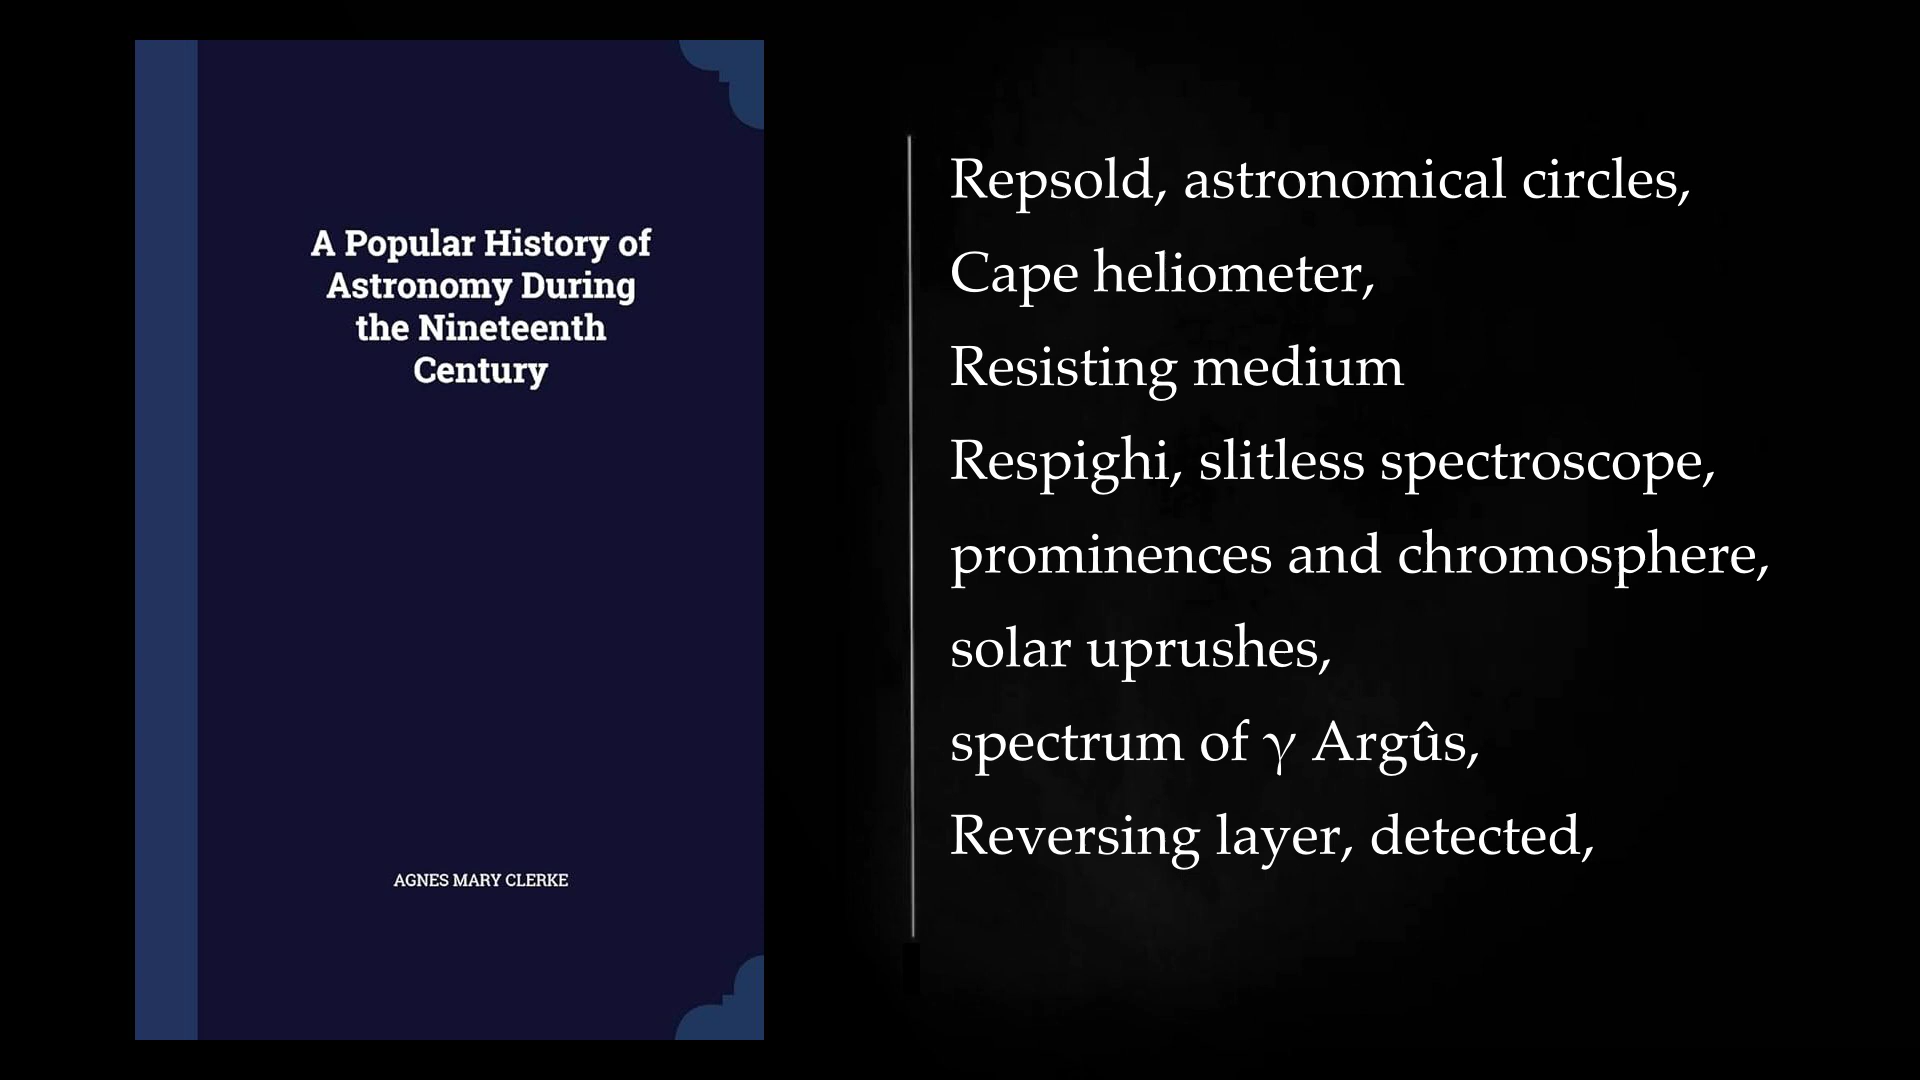 A Popular History of
Astronomy During
the Nineteenth
Century
AGNES MARY CLERKE
Repsold, astronomical circles,
Cape heliometer,
Resisting medium
Respighi, slitless spectroscope,
prominences and chromosphere,
solar uprushes,
spectrum of γ Argûs,
Reversing layer, detected,